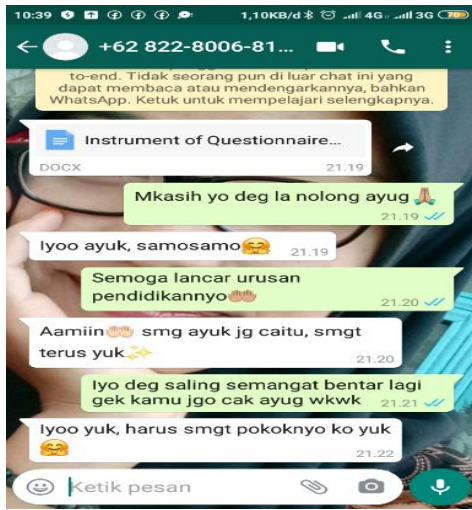 10:39 1,10KB/d 4G 3G 70
+62 822-8006-81...
to-end. Tidak seorang pun di luar chat ini yang
dapat membaca atau mendengarkannya, bahkan
WhatsApp. Ketuk untuk mempelajari selengkapnya.
Instrument of Questionnaire...
DOCX 21.19
Mkasih yo deg la nolong ayug 🙏
21.19
Iyoo ayuk, samosamo🤗 21.19
Semoga lancar urusan
pendidikannyo🤲 21.20
Aamiin🤲 smg ayuk jg caitu, smgt
terus yuk✨ 21.20
Iyo deg saling semangat bentar lagi
gek kamu jgo cak ayug wkwk 21.21
Iyoo yuk, harus smgt pokoknyo ko yuk
🤗 21.22
Ketik pesan